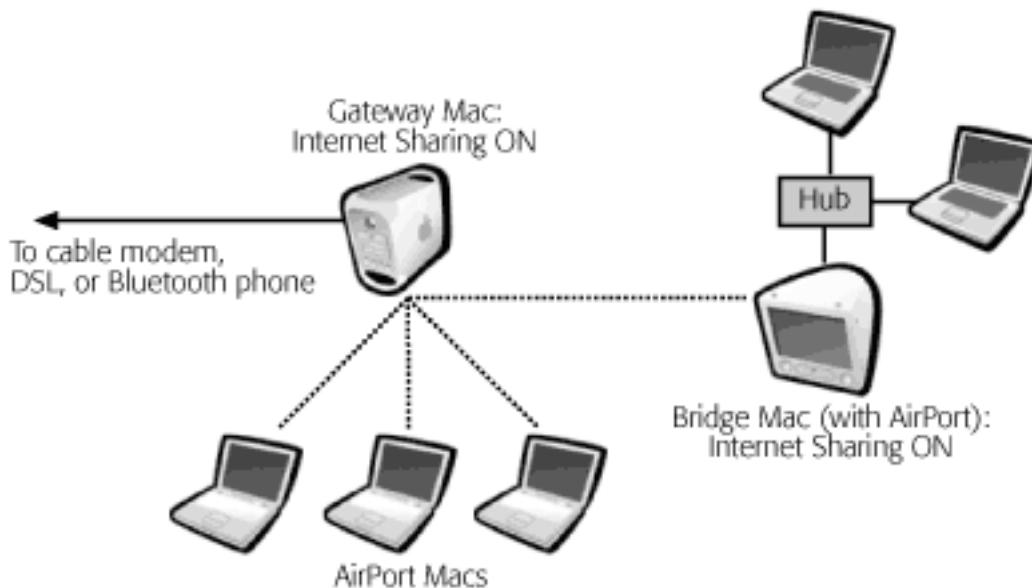 Gateway Mac:
Internet Sharing ON
Hub
To cable modem,
DSL, or Bluetooth phone
Bridge Mac (with AirPort):
Internet Sharing ON
AirPort Macs